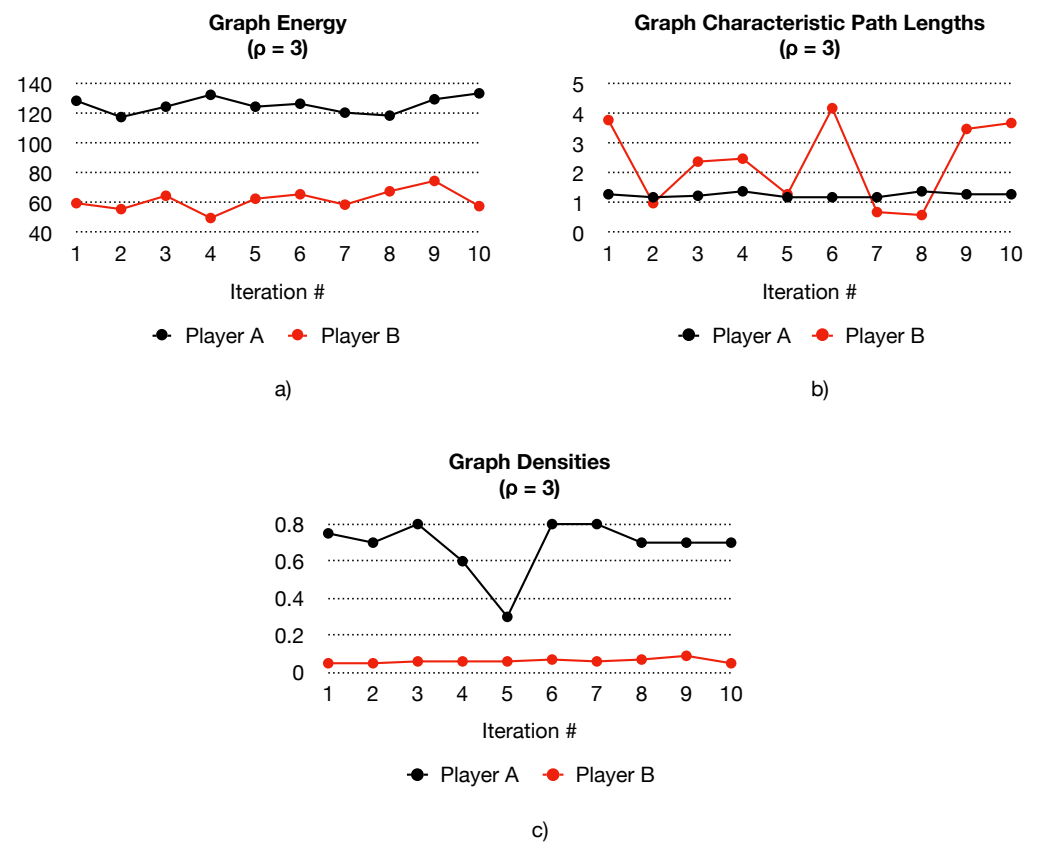 Graph Energy
(ρ = 3)
140
120
100
80
60
40
1 2 3 4 5 6 7 8 9 10
Iteration #
Player A Player B
a)
Graph Characteristic Path Lengths
(ρ = 3)
5
4
3
2
1
0
1 2 3 4 5 6 7 8 9 10
Iteration #
Player A Player B
b)
Graph Densities
(ρ = 3)
0.8
0.6
0.4
0.2
0
1 2 3 4 5 6 7 8 9 10
Iteration #
Player A Player B
c)